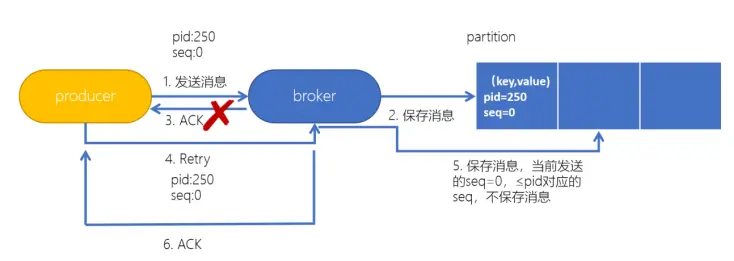 pid:250
seq:0
partition
1. 发送消息
producer
broker
(key,value)
pid=250
seq=0
3. ACK
2. 保存消息
4. Retry
pid:250
seq:0
5. 保存消息，当前发送
的seq=0，≤pid对应的
seq，不保存消息
6. ACK